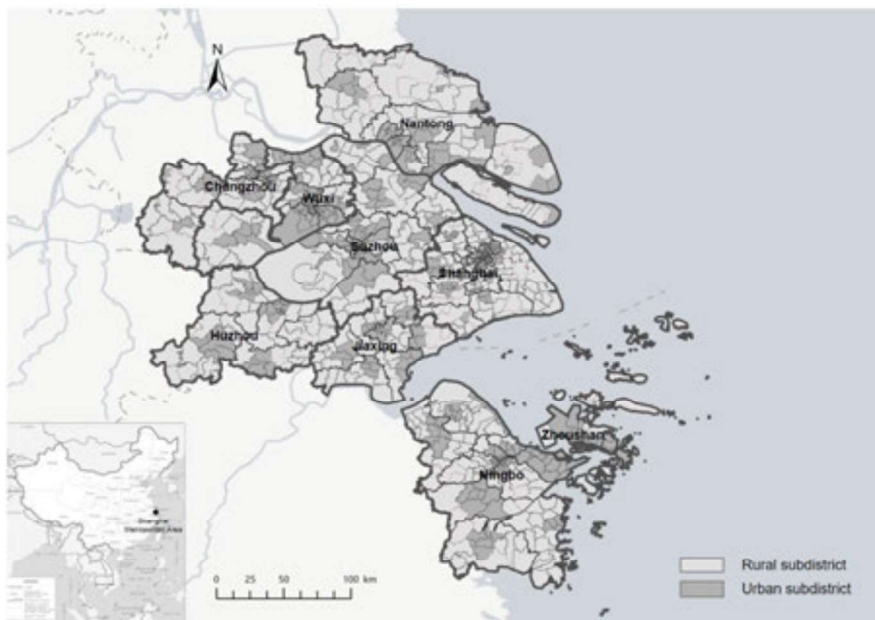 N
Nantong
Changzhou
Wuxi
Suzhou
Shanghai
Huzhou
Jiaxing
Zhoushan
Ningbo
Shanghai
Metropolitan Area
0 25 50 100 km
Rural subdistrict
Urban subdistrict